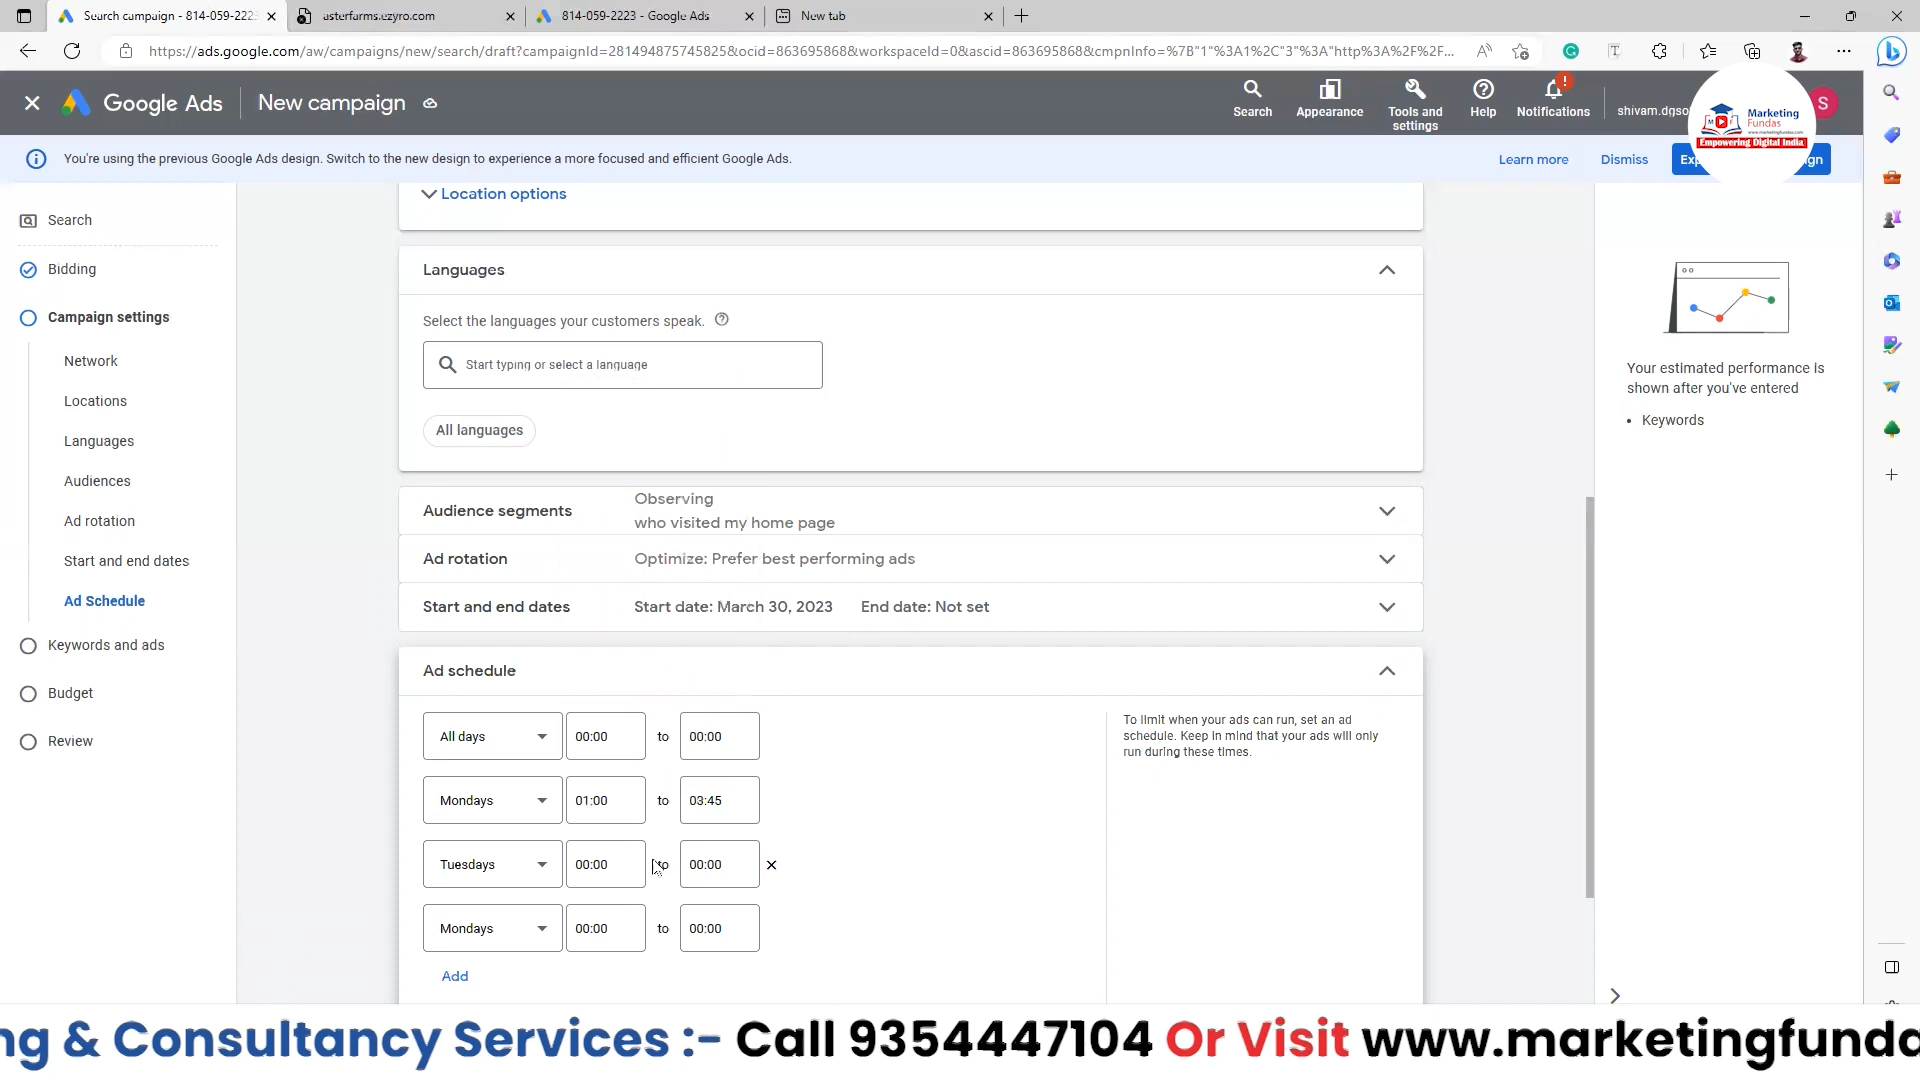 Search campaign - 814-059-222
asterfarms.ezyro.com
814-059-2223 - Google Ads
New tab
https://ads.google.com/aw/campaigns/new/search/draft?campaignId=281494875745825&ocid=863695868&workspaceId=0&ascid=863695868&cmpnInfo=%7B"1"%3A1%2C"3"%3A"http%3A%2F%2F...
Google Ads
New campaign
Search
Appearance
Tools and settings
Help
Notifications
shivam.dgso
S
Marketing
Fundas
www.marketingfundas.com
Empowering Digital India
You're using the previous Google Ads design. Switch to the new design to experience a more focused and efficient Google Ads.
Learn more
Dismiss
Search
Bidding
Campaign settings
Network
Locations
Languages
Audiences
Ad rotation
Start and end dates
Ad Schedule
Keywords and ads
Budget
Review
Location options
Languages
Select the languages your customers speak.
Start typing or select a language
All languages
Audience segments
Observing
who visited my home page
Ad rotation
Optimize: Prefer best performing ads
Start and end dates
Start date: March 30, 2023 End date: Not set
Ad schedule
All days 00:00 to 00:00
Mondays 01:00 to 03:45
Tuesdays 00:00 to 00:00
Mondays 00:00 to 00:00
Add
To limit when your ads can run, set an ad
schedule. Keep in mind that your ads will only
run during these times.
Your estimated performance is
shown after you've entered
• Keywords
ng & Consultancy Services :- Call 9354447104 Or Visit www.marketingfunda